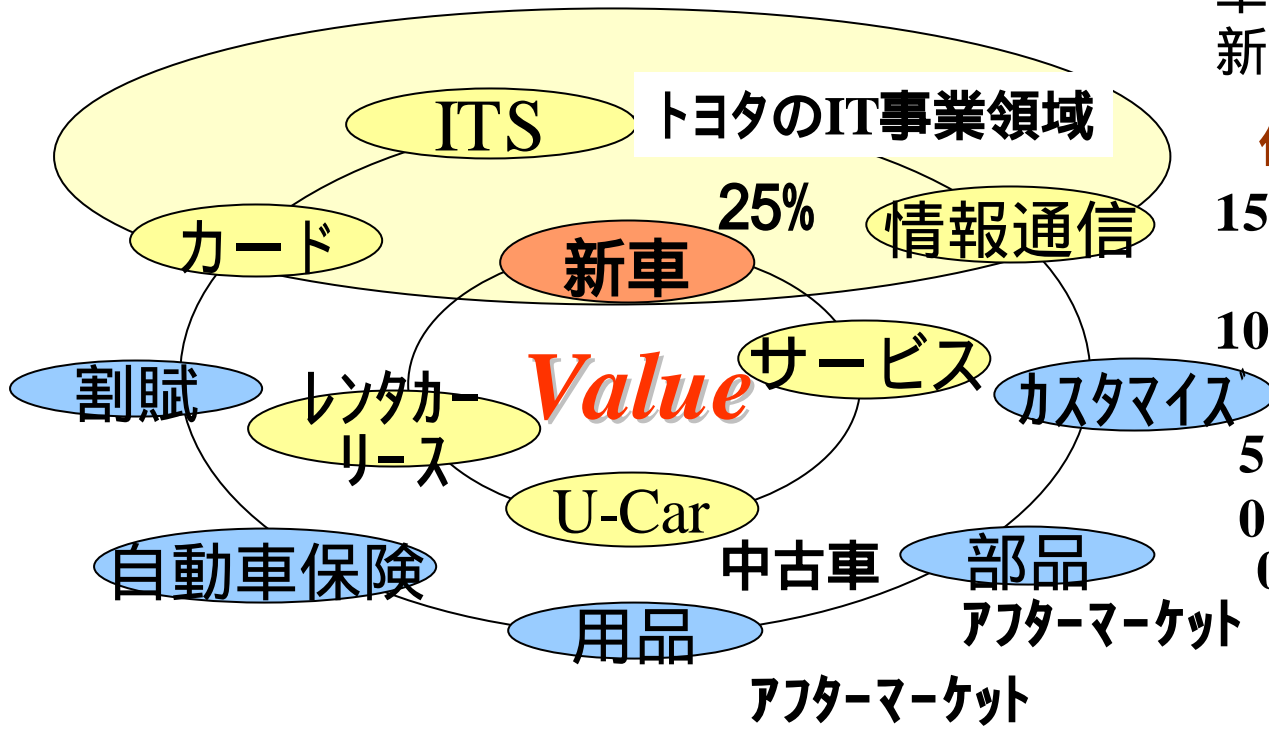 新
ITS
トヨタのIT事業領域
25%
15
カード
情報通信
新車
10
サービス
Value
割賦
ﾚﾝﾀｶｰ
ﾘｰｽ
ｶｽﾀﾏｲｽﾞ
5
U-Car
0
自動車保険
中古車
部品
ｱﾌﾀｰﾏｰｹｯﾄ
用品
ｱﾌﾀｰﾏｰｹｯﾄ